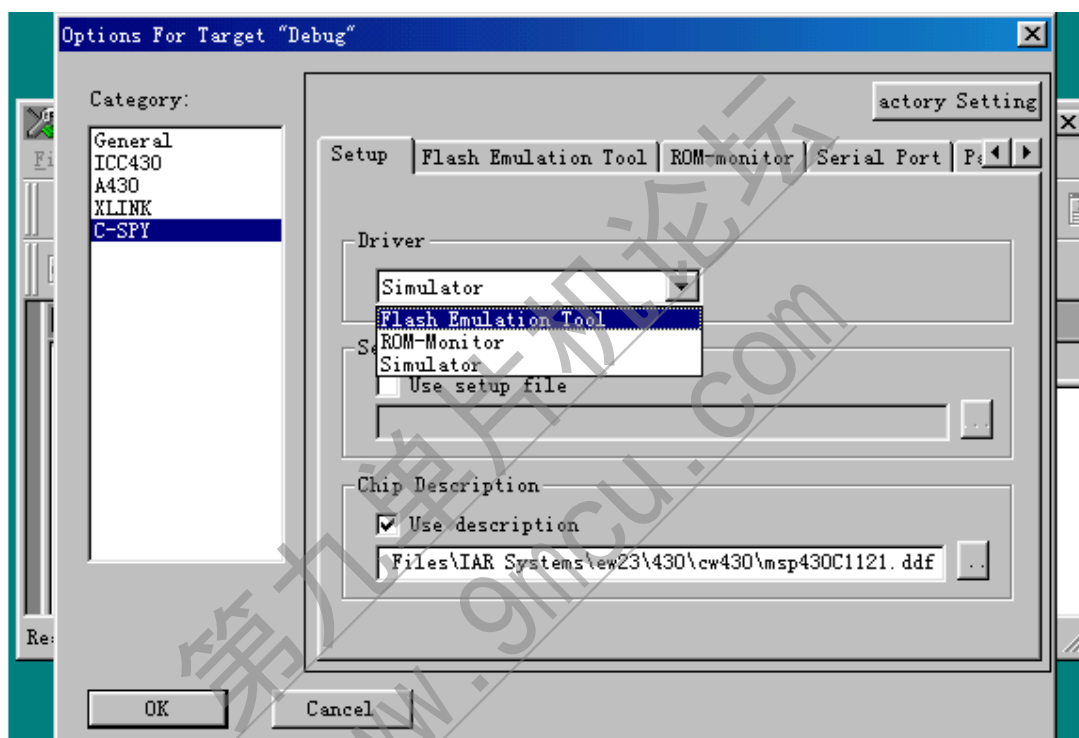 Options For Target "Debug"
Category:
General
ICC430
A430
XLINK
C-SPY
actory Setting
Setup
Flash Emulation Tool
ROM-monitor
Serial Port
Driver
Simulator
Flash Emulation Tool
ROM-Monitor
Simulator
Use setup file
...
Chip Description
Use description
Files\IAR Systems\ew23\430\cw430\msp430C1121.ddf
..
OK
Cancel
第九单片机论坛
www.9mcu.com